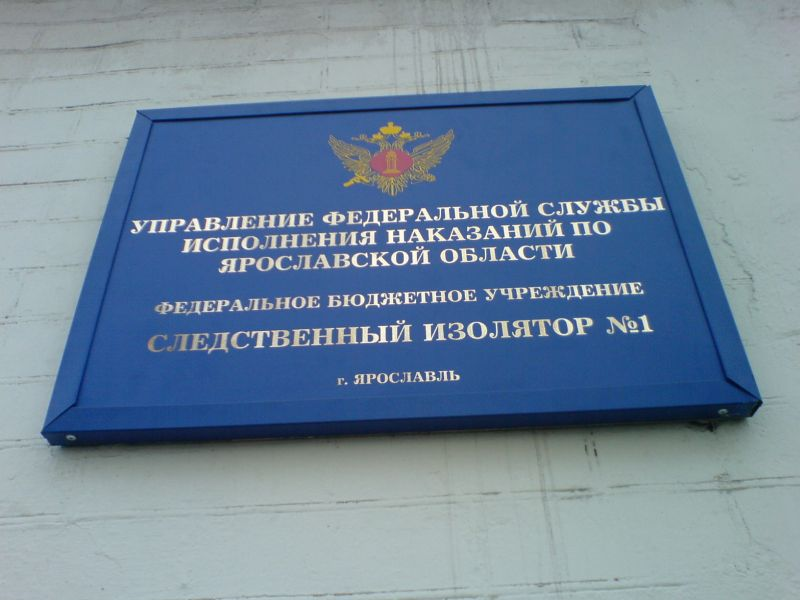 УПРАВЛЕНИЕ ФЕДЕРАЛЬНОЙ СЛУЖБЫ
ИСПОЛНЕНИЯ НАКАЗАНИЙ ПО
ЯРОСЛАВСКОЙ ОБЛАСТИ
ФЕДЕРАЛЬНОЕ БЮДЖЕТНОЕ УЧРЕЖДЕНИЕ
СЛЕДСТВЕННЫЙ ИЗОЛЯТОР №1
г. ЯРОСЛАВЛЬ